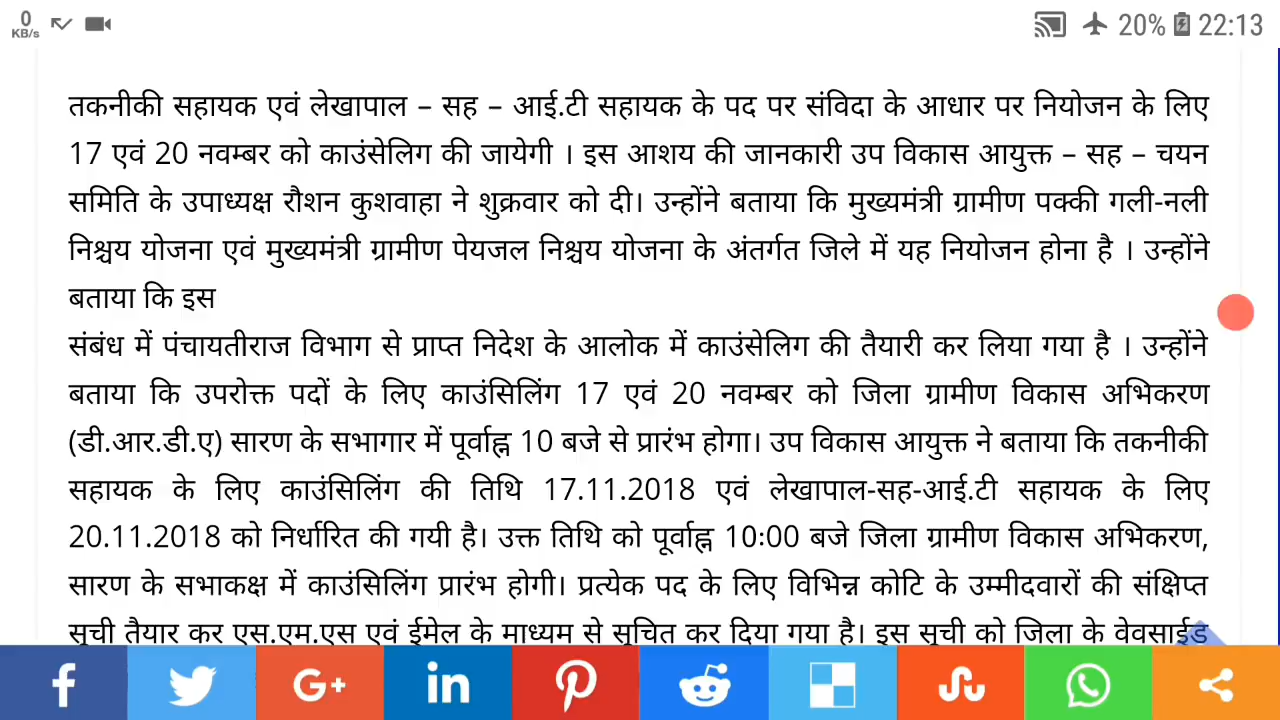 0
KB/s
20% 22:13
तकनीकी सहायक एवं लेखापाल – सह – आई.टी सहायक के पद पर संविदा के आधार पर नियोजन के लिए
17 एवं 20 नवम्बर को काउंसेलिग की जायेगी । इस आशय की जानकारी उप विकास आयुक्त – सह – चयन
समिति के उपाध्यक्ष रौशन कुशवाहा ने शुक्रवार को दी। उन्होंने बताया कि मुख्यमंत्री ग्रामीण पक्की गली-नली
निश्चय योजना एवं मुख्यमंत्री ग्रामीण पेयजल निश्चय योजना के अंतर्गत जिले में यह नियोजन होना है । उन्होंने
बताया कि इस
संबंध में पंचायतीराज विभाग से प्राप्त निदेश के आलोक में काउंसेलिग की तैयारी कर लिया गया है । उन्होंने
बताया कि उपरोक्त पदों के लिए काउंसिलिंग 17 एवं 20 नवम्बर को जिला ग्रामीण विकास अभिकरण
(डी.आर.डी.ए) सारण के सभागार में पूर्वाह्न 10 बजे से प्रारंभ होगा। उप विकास आयुक्त ने बताया कि तकनीकी
सहायक के लिए काउंसिलिंग की तिथि 17.11.2018 एवं लेखापाल-सह-आई.टी सहायक के लिए
20.11.2018 को निर्धारित की गयी है। उक्त तिथि को पूर्वाह्न 10:00 बजे जिला ग्रामीण विकास अभिकरण,
सारण के सभाकक्ष में काउंसिलिंग प्रारंभ होगी। प्रत्येक पद के लिए विभिन्न कोटि के उम्मीदवारों की संक्षिप्त
सूची तैयार कर एस.एम.एस एवं ईमेल के माध्यम से सूचित कर दिया गया है। इस सूची को जिला के वेवसाईड
f G+ in